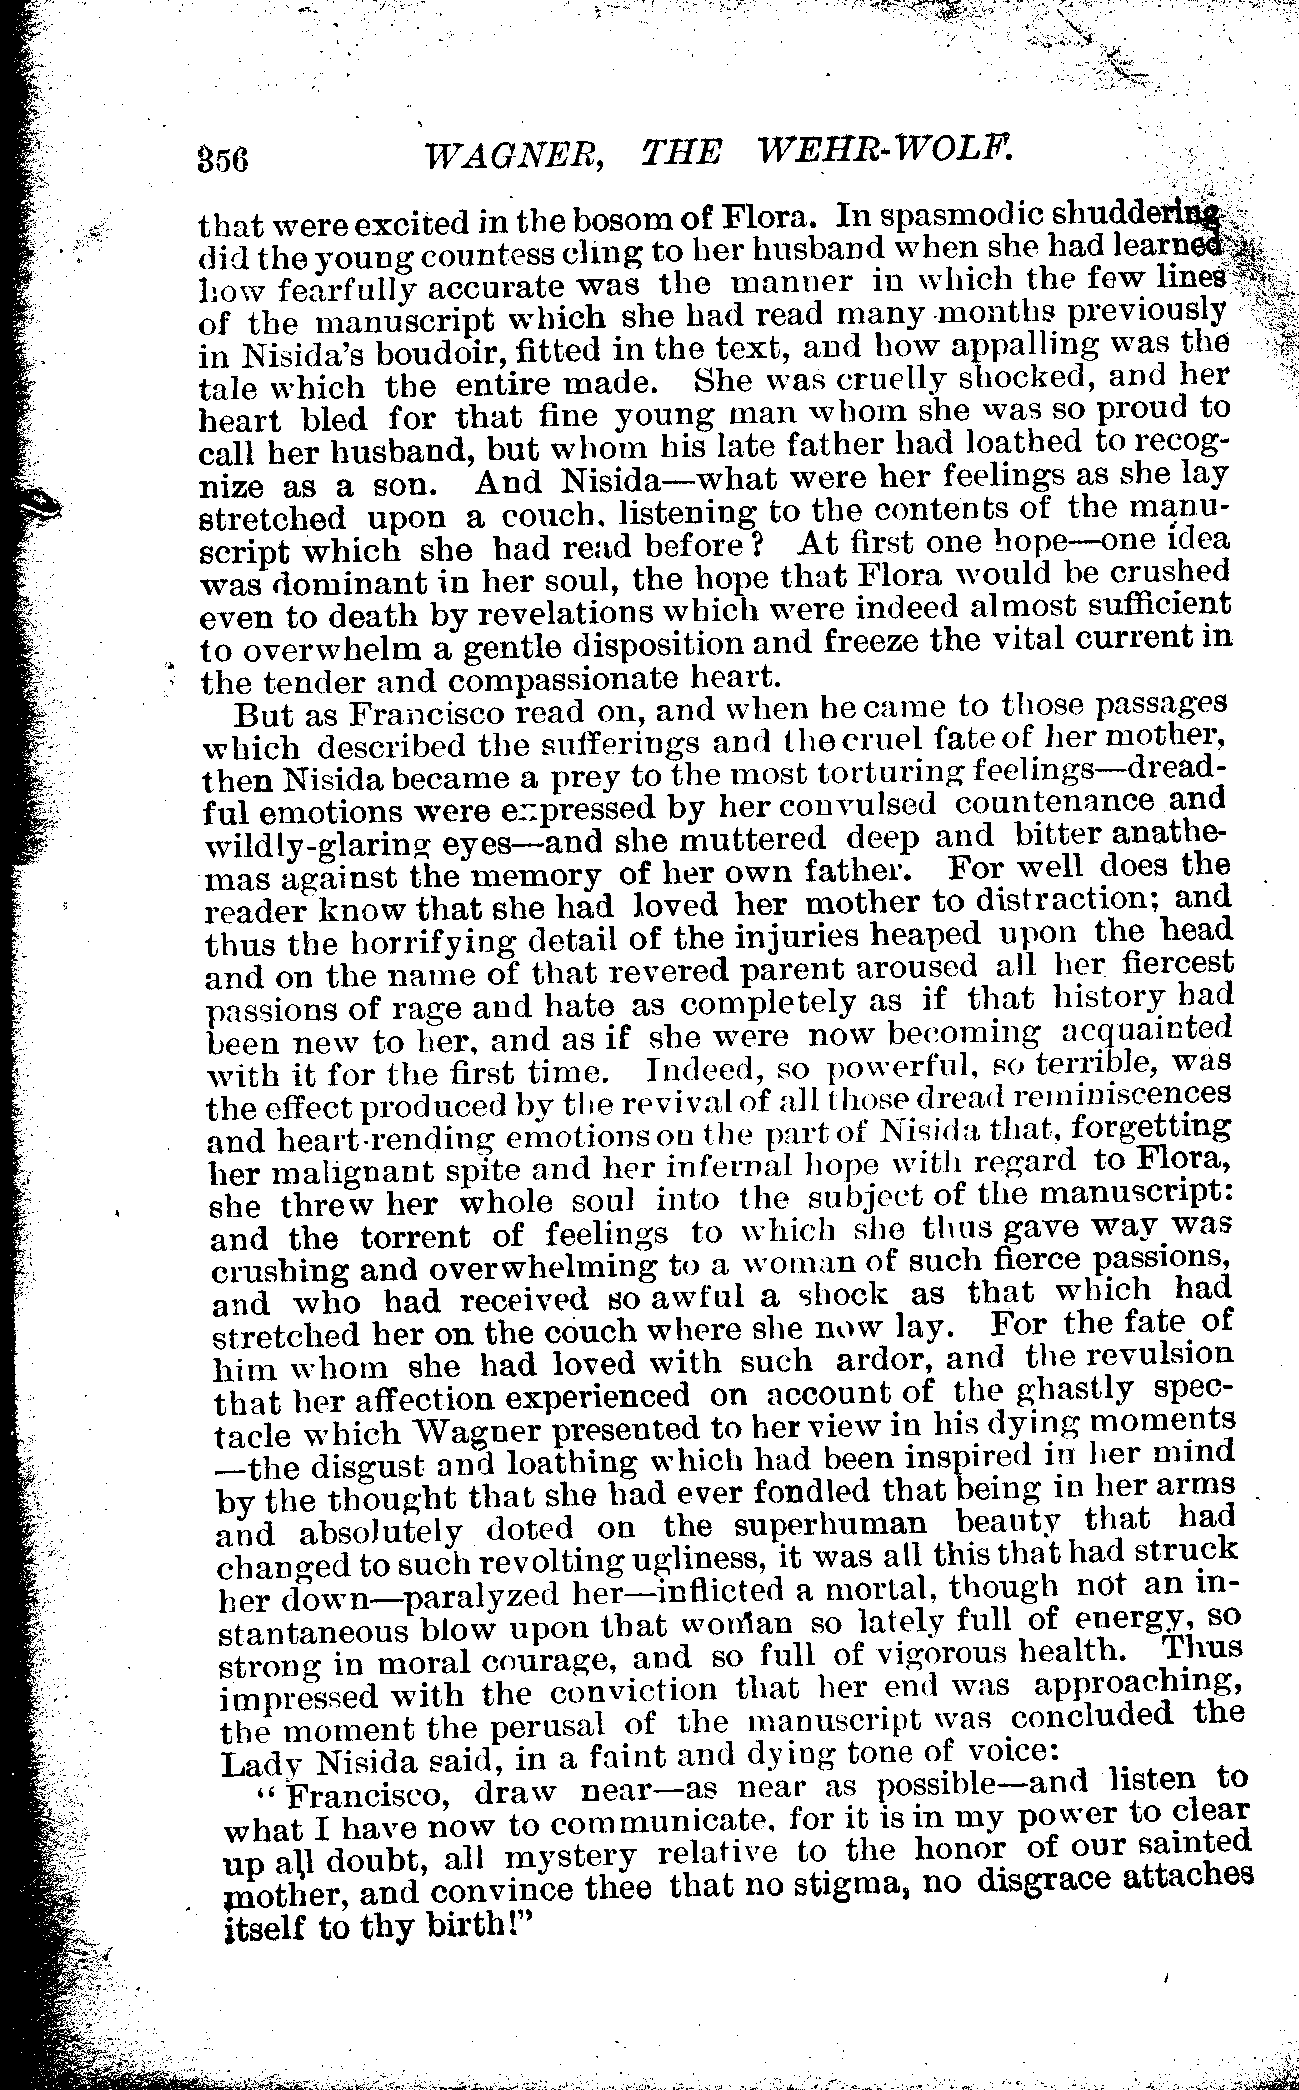 356 WAGNER, THE WEHR-WOLF.
that were excited in the bosom of Flora. In spasmodic shuddering
did the young countess cling to her husband when she had learned
how fearfully accurate was the manner in which the few lines
of the manuscript which she had read many months previously
in Nisida's boudoir, fitted in the text, and how appalling was the
tale which the entire made. She was cruelly shocked, and her
heart bled for that fine young man whom she was so proud to
call her husband, but whom his late father had loathed to recog-
nize as a son. And Nisida—what were her feelings as she lay
stretched upon a couch, listening to the contents of the manu-
script which she had read before? At first one hope—one idea
was dominant in her soul, the hope that Flora would be crushed
even to death by revelations which were indeed almost sufficient
to overwhelm a gentle disposition and freeze the vital current in
the tender and compassionate heart.
But as Francisco read on, and when he came to those passages
which described the sufferings and the cruel fate of her mother,
then Nisida became a prey to the most torturing feelings—dread-
ful emotions were expressed by her convulsed countenance and
wildly-glaring eyes—and she muttered deep and bitter anathe-
mas against the memory of her own father. For well does the
reader know that she had loved her mother to distraction; and
thus the horrifying detail of the injuries heaped upon the head
and on the name of that revered parent aroused all her fiercest
passions of rage and hate as completely as if that history had
been new to her, and as if she were now becoming acquainted
with it for the first time. Indeed, so powerful, so terrible, was
the effect produced by the revival of all those dread reminiscences
and heart-rending emotions on the part of Nisida that, forgetting
her malignant spite and her infernal hope with regard to Flora,
she threw her whole soul into the subject of the manuscript:
and the torrent of feelings to which she thus gave way was
crushing and overwhelming to a woman of such fierce passions,
and who had received so awful a shock as that which had
stretched her on the couch where she now lay. For the fate of
him whom she had loved with such ardor, and the revulsion
that her affection experienced on account of the ghastly spec-
tacle which Wagner presented to her view in his dying moments
—the disgust and loathing which had been inspired in her mind
by the thought that she had ever fondled that being in her arms
and absolutely doted on the superhuman beauty that had
changed to such revolting ugliness, it was all this that had struck
her down—paralyzed her—inflicted a mortal, though not an in-
stantaneous blow upon that woman so lately full of energy, so
strong in moral courage, and so full of vigorous health. Thus
impressed with the conviction that her end was approaching,
the moment the perusal of the manuscript was concluded the
Lady Nisida said, in a faint and dying tone of voice:
"Francisco, draw near—as near as possible—and listen to
what I have now to communicate, for it is in my power to clear
up all doubt, all mystery relative to the honor of our sainted
mother, and convince thee that no stigma, no disgrace attaches
itself to thy birth!"